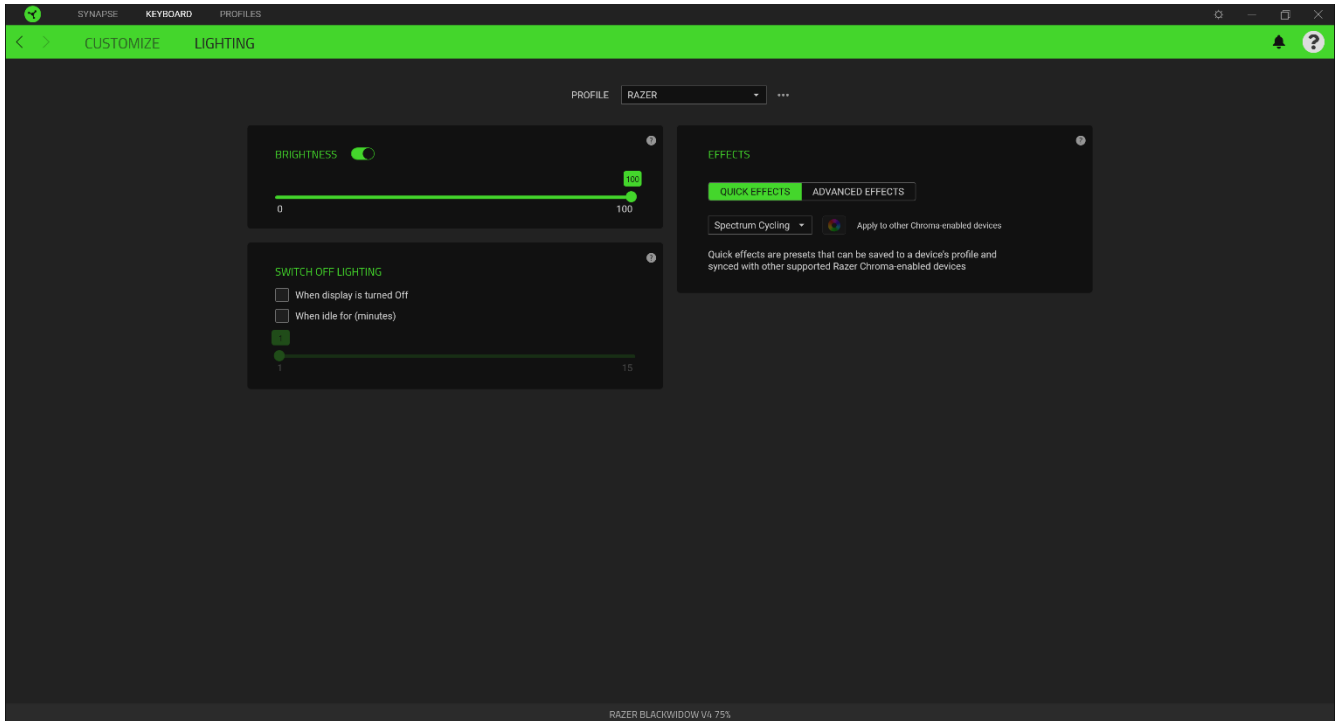 SYNAPSE KEYBOARD PROFILES
CUSTOMIZE LIGHTING
PROFILE RAZER
BRIGHTNESS
100
0 100
SWITCH OFF LIGHTING
When display is turned Off
When idle for (minutes)
1
1 15
EFFECTS
QUICK EFFECTS ADVANCED EFFECTS
Spectrum Cycling Apply to other Chroma-enabled devices
Quick effects are presets that can be saved to a device's profile and
synced with other supported Razer Chroma-enabled devices
RAZER BLACKWIDOW V4 75%